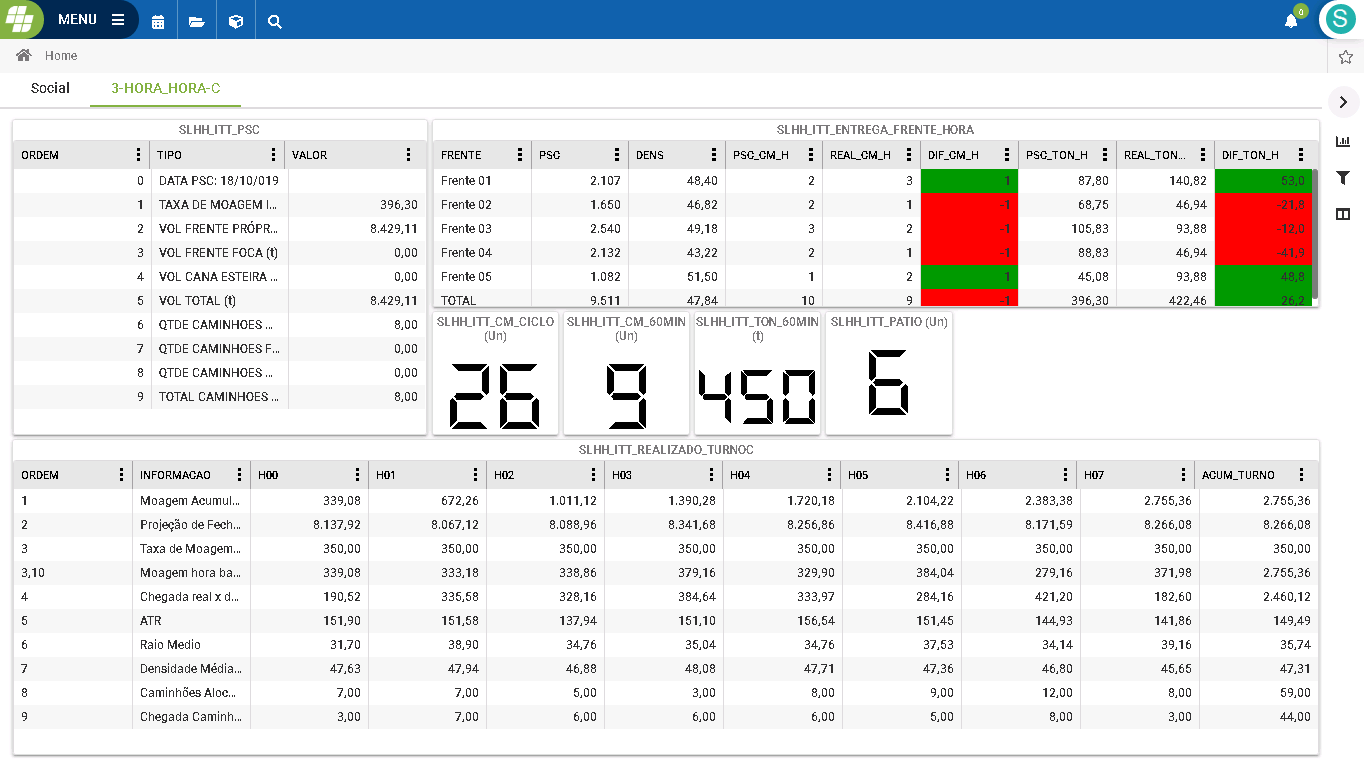 MENU
0
S
Home
Social 3-HORA_HORA-C
SLHH_ITT_PSC
ORDEM TIPO VALOR
0 DATA PSC: 18/10/019
1 TAXA DE MOAGEM I... 396,30
2 VOL FRENTE PRÓPR... 8.429,11
3 VOL FRENTE FOCA (t) 0,00
4 VOL CANA ESTEIRA ... 0,00
5 VOL TOTAL (t) 8.429,11
6 QTDE CAMINHOES ... 8,00
7 QTDE CAMINHOES F... 0,00
8 QTDE CAMINHOES ... 0,00
9 TOTAL CAMINHOES ... 8,00
SLHH_ITT_ENTREGA_FRENTE_HORA
FRENTE PSC DENS PSC_CM_H REAL_CM_H DIF_CM_H PSC_TON_H REAL_TON... DIF_TON_H
Frente 01 2.107 48,40 2 3 1 87,80 140,82 53,0
Frente 02 1.650 46,82 2 1 -1 68,75 46,94 -21,8
Frente 03 2.540 49,18 3 2 -1 105,83 93,88 -12,0
Frente 04 2.132 43,22 2 1 -1 88,83 46,94 -41,9
Frente 05 1.082 51,50 1 2 1 45,08 93,88 48,8
TOTAL 9.511 47,84 10 9 -1 396,30 422,46 26,2
SLHH_ITT_CM_CICLO
(Un)
26
SLHH_ITT_CM_60MIN
(Un)
9
SLHH_ITT_TON_60MIN
(t)
450
SLHH_ITT_PATIO (Un)
6
SLHH_ITT_REALIZADO_TURNOC
ORDEM INFORMACAO H00 H01 H02 H03 H04 H05 H06 H07 ACUM_TURNO
1 Moagem Acumul... 339,08 672,26 1.011,12 1.390,28 1.720,18 2.104,22 2.383,38 2.755,36 2.755,36
2 Projeção de Fech... 8.137,92 8.067,12 8.088,96 8.341,68 8.256,86 8.416,88 8.171,59 8.266,08 8.266,08
3 Taxa de Moagem... 350,00 350,00 350,00 350,00 350,00 350,00 350,00 350,00 350,00
3,10 Moagem hora ba... 339,08 333,18 338,86 379,16 329,90 384,04 279,16 371,98 2.755,36
4 Chegada real x d... 190,52 335,58 328,16 384,64 333,97 284,16 421,20 182,60 2.460,12
5 ATR 151,90 151,58 137,94 151,10 156,54 151,45 144,93 141,86 149,49
6 Raio Medio 31,70 38,90 34,76 35,04 34,76 37,53 34,14 39,16 35,74
7 Densidade Média... 47,63 47,94 46,88 48,08 47,71 47,36 46,80 45,65 47,31
8 Caminhões Aloc... 7,00 7,00 5,00 3,00 8,00 9,00 12,00 8,00 59,00
9 Chegada Caminh... 3,00 7,00 6,00 6,00 6,00 5,00 8,00 3,00 44,00